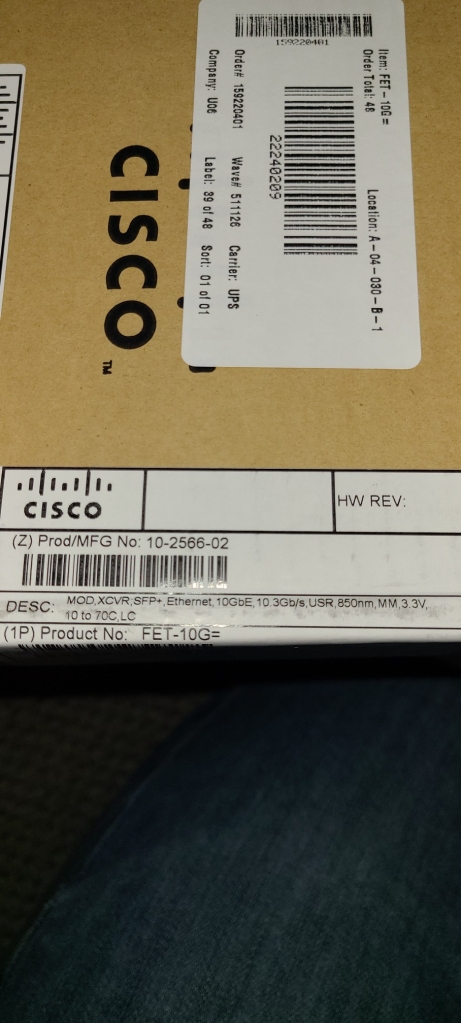 159220401
Item: FET-10G=
Order Total: 48
Location: A-04-030-B-1
22240209
Order# 159220401 Wave# 511126 Carrier: UPS
Company: U06 Label: 39 of 48 Sort: 01 of 01
CISCO™
CISCO
HW REV:
(Z) Prod/MFG No: 10-2566-02
DESC: MOD,XCVR,SFP+,Ethernet,10GbE,10.3Gb/s,USR,850nm,MM,3.3V,
10 to 70C,LC
(1P) Product No: FET-10G=